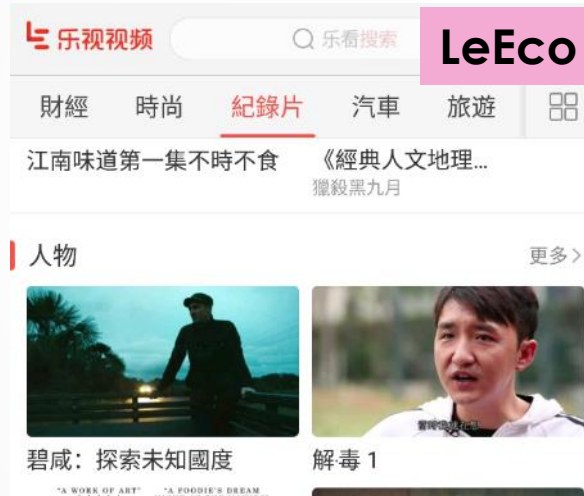 乐视视频
乐看搜索
LeEco
財經 時尚 紀錄片 汽車 旅遊
江南味道第一集不時不食 《經典人文地理...
獵殺黑九月
人物 更多>
碧咸：探索未知國度 解·毒 1
"A WORK OF ART" "A FOODIE'S DREAM